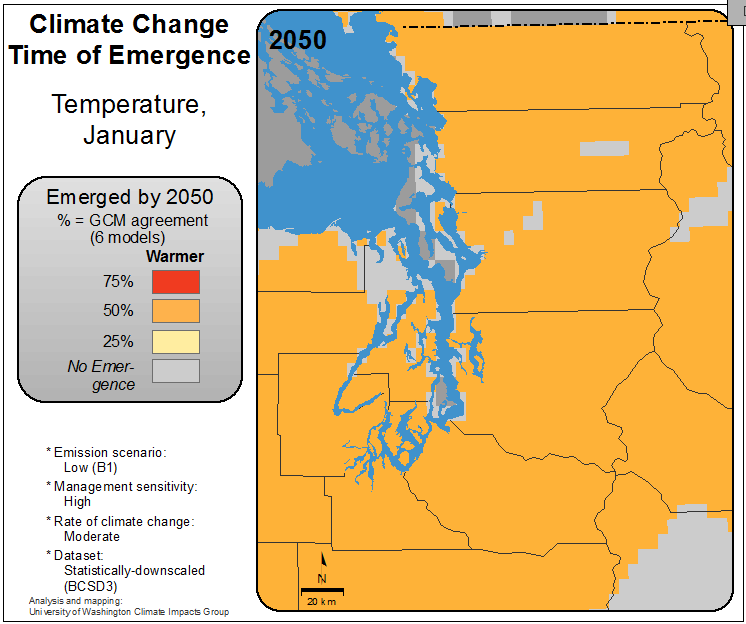 Climate Change
Time of Emergence
Temperature,
January
Emerged by 2050
% = GCM agreement
(6 models)
Warmer
75%
50%
25%
No Emer-
gence
* Emission scenario:
Low (B1)
* Management sensitivity:
High
* Rate of climate change:
Moderate
* Dataset:
Statistically-downscaled
(BCSD3)
Analysis and mapping:
University of Washington Climate Impacts Group
2050
N
20 km